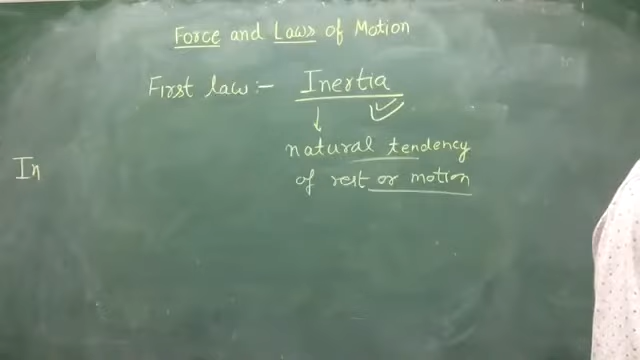 Force and Laws of Motion
First law :- Inertia
↓
natural tendency
In
of rest or motion